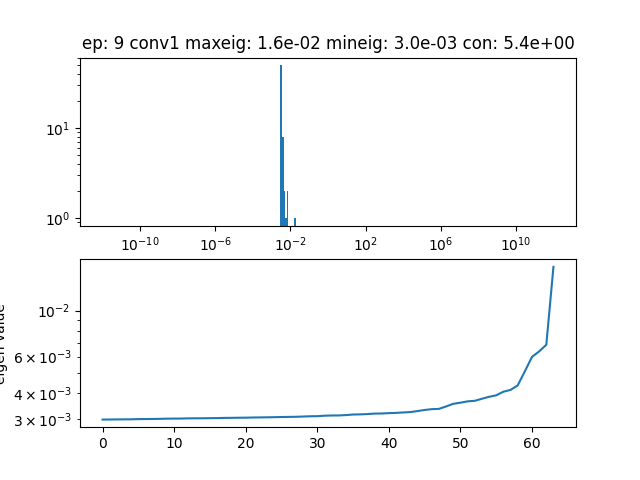 ep: 9 conv1 maxeig: 1.6e-02 mineig: 3.0e-03 con: 5.4e+00
10¹
10⁰
10⁻¹⁰ 10⁻⁶ 10⁻² 10² 10⁶ 10¹⁰
eigen value
10⁻²
6 × 10⁻³
4 × 10⁻³
3 × 10⁻³
0 10 20 30 40 50 60